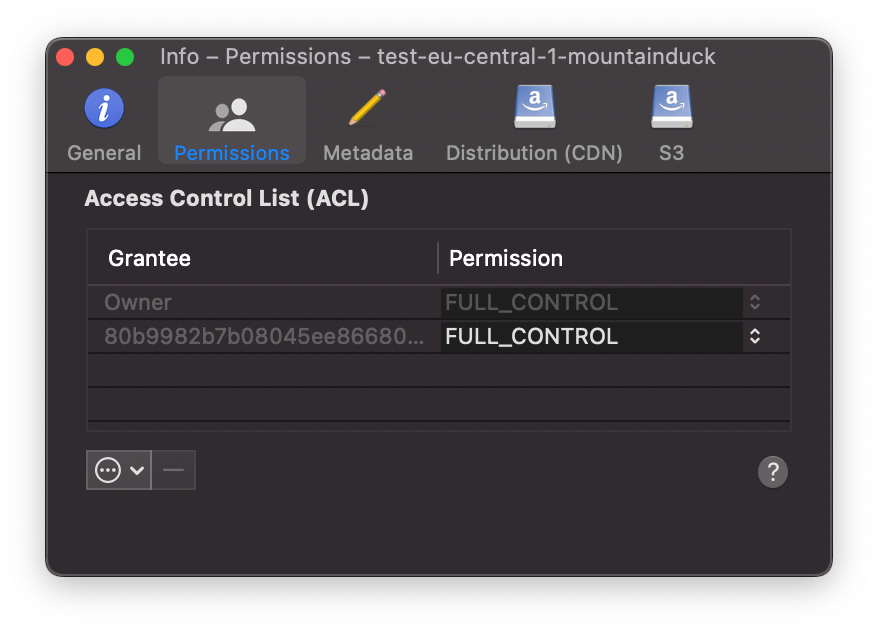 Info – Permissions – test-eu-central-1-mountainduck
General Permissions Metadata Distribution (CDN) S3
Access Control List (ACL)
Grantee Permission
Owner FULL_CONTROL
80b9982b7b08045ee86680... FULL_CONTROL
?